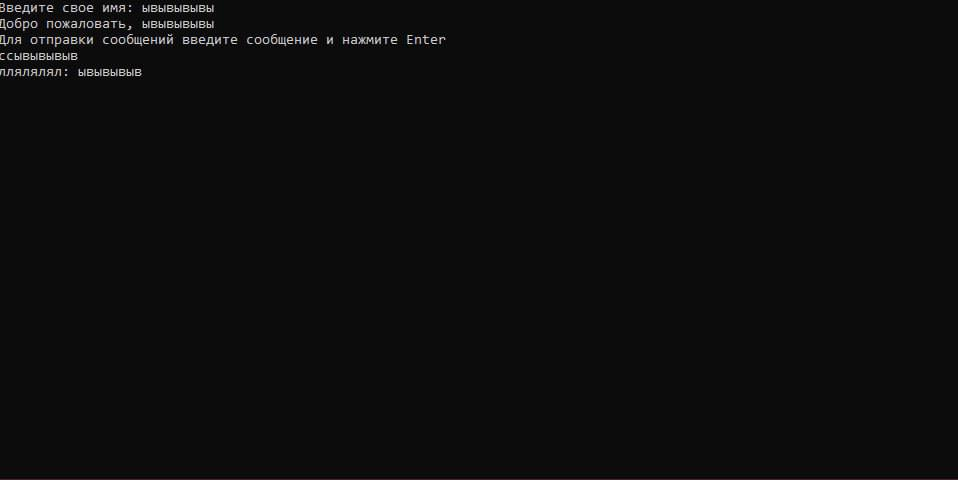 Введите свое имя: ывывывывы
Добро пожаловать, ывывывывы
Для отправки сообщений введите сообщение и нажмите Enter
ссывывывыв
ллялялял: ывывывыв